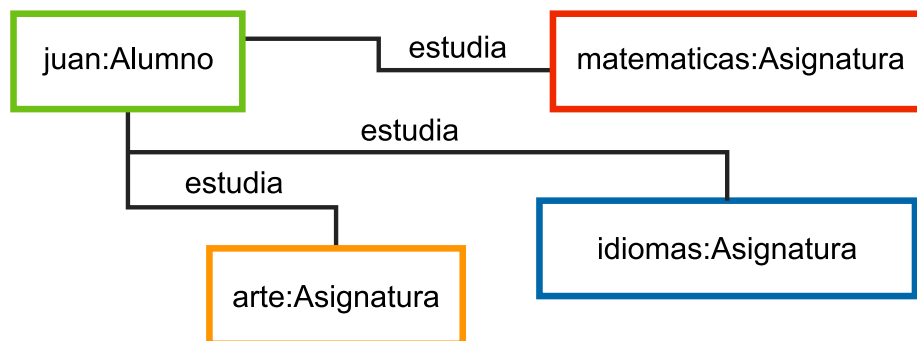 juan:Alumno
estudia
matematicas:Asignatura
estudia
estudia
idiomas:Asignatura
arte:Asignatura